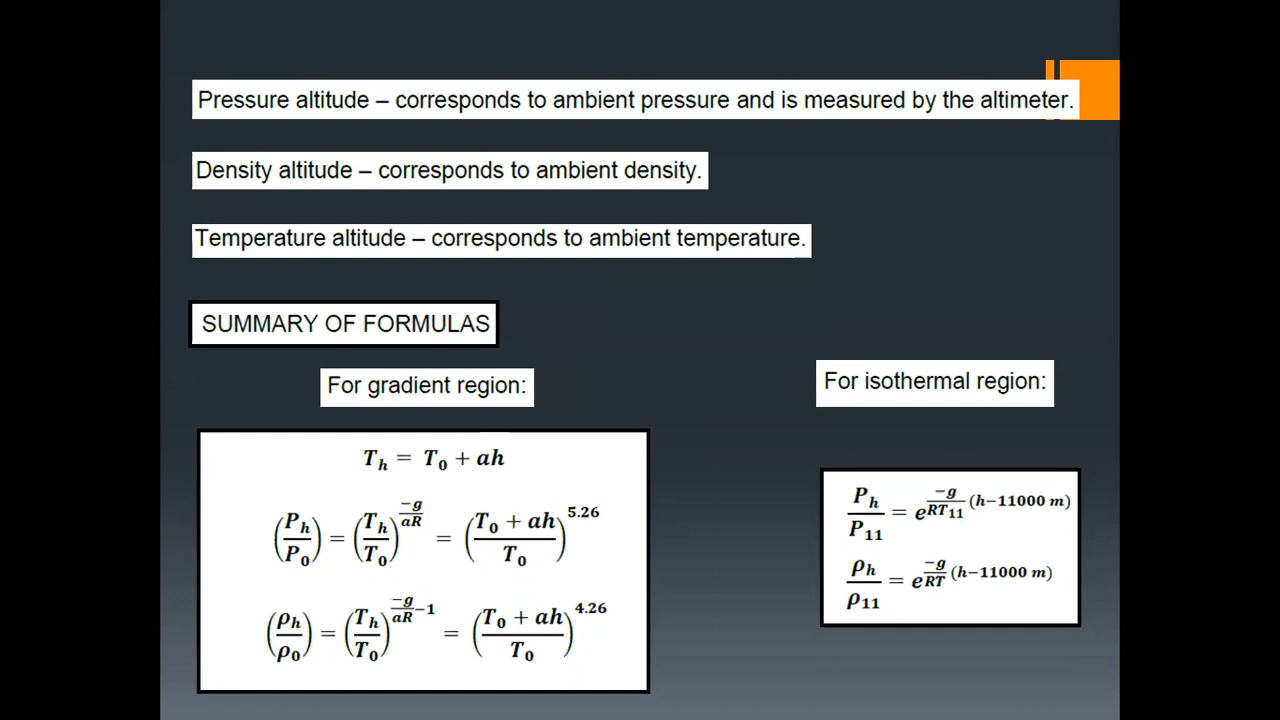 Pressure altitude – corresponds to ambient pressure and is measured by the altimeter.
Density altitude – corresponds to ambient density.
Temperature altitude – corresponds to ambient temperature.
SUMMARY OF FORMULAS
For gradient region:
T_h = T_0 + ah
(P_h/P_0) = (T_h/T_0)^(-g/aR) = ((T_0 + ah)/T_0)^5.26
(ρ_h/ρ_0) = (T_h/T_0)^(-g/aR - 1) = ((T_0 + ah)/T_0)^4.26
For isothermal region:
P_h/P_11 = e^(-g/RT_11 (h-11000 m))
ρ_h/ρ_11 = e^(-g/RT (h-11000 m))